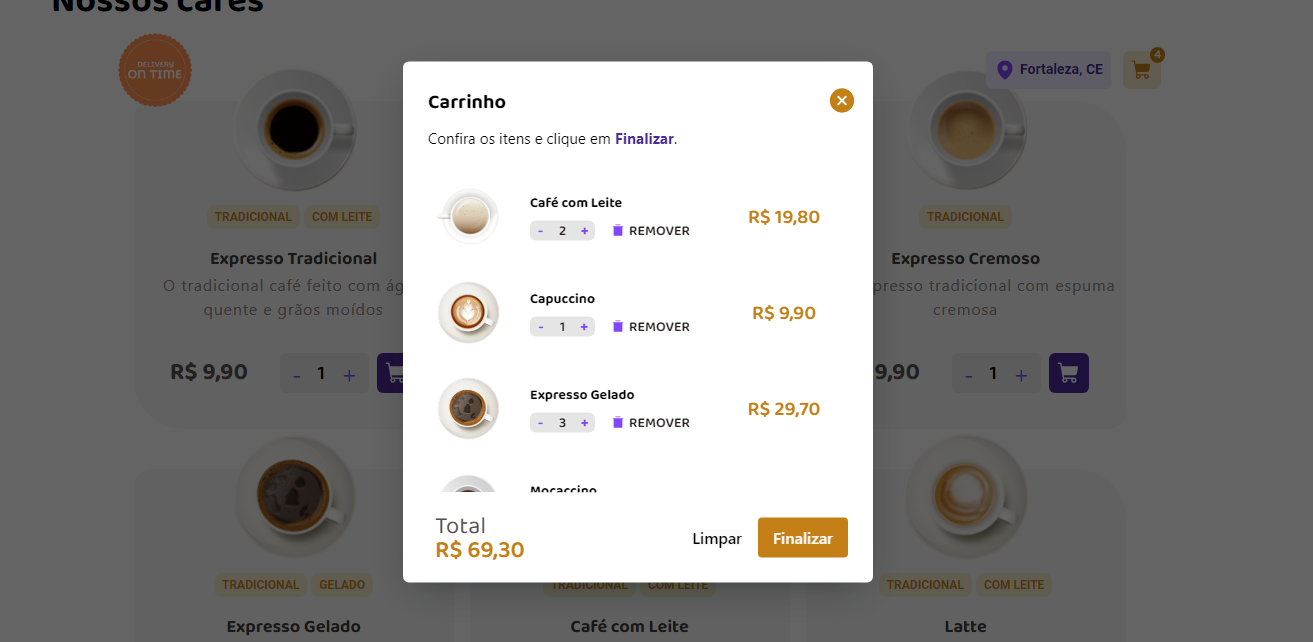 Nossos cafés
DELIVERY
ON TIME
Fortaleza, CE
4
TRADICIONAL COM LEITE
Expresso Tradicional
O tradicional café feito com ág
quente e grãos moídos
R$ 9,90 - 1 +
TRADICIONAL
Expresso Cremoso
presso tradicional com espuma
cremosa
9,90 - 1 +
Carrinho
Confira os itens e clique em Finalizar.
Café com Leite
- 2 + REMOVER
R$ 19,80
Capuccino
- 1 + REMOVER
R$ 9,90
Expresso Gelado
- 3 + REMOVER
R$ 29,70
Mocaccino
Total
R$ 69,30
Limpar
Finalizar
TRADICIONAL GELADO
Expresso Gelado
TRADICIONAL COM LEITE
Café com Leite
TRADICIONAL COM LEITE
Latte